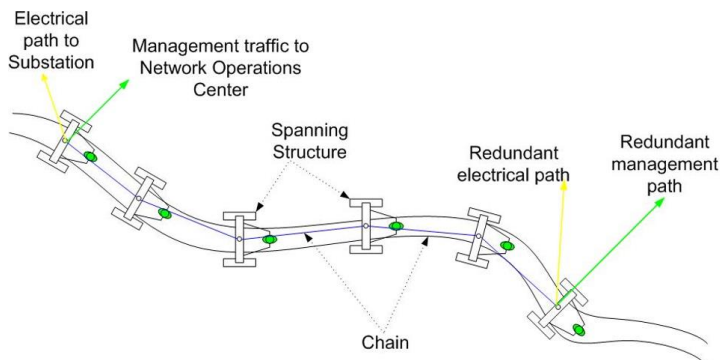 Electrical
path to
Substation
Management traffic to
Network Operations
Center
Spanning
Structure
Redundant
electrical path
Redundant
management
path
Chain